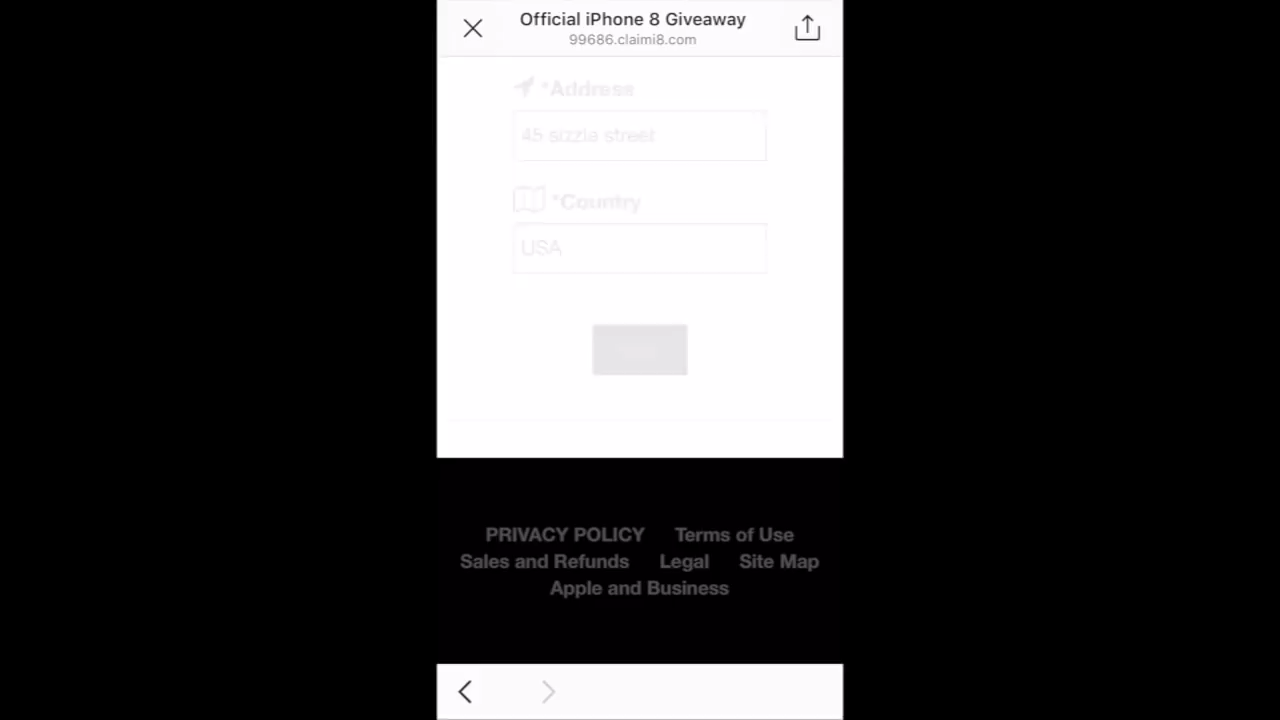 Official iPhone 8 Giveaway
99686.claimi8.com
*Address
45 sizzle street
*Country
USA
PRIVACY POLICY Terms of Use
Sales and Refunds Legal Site Map
Apple and Business